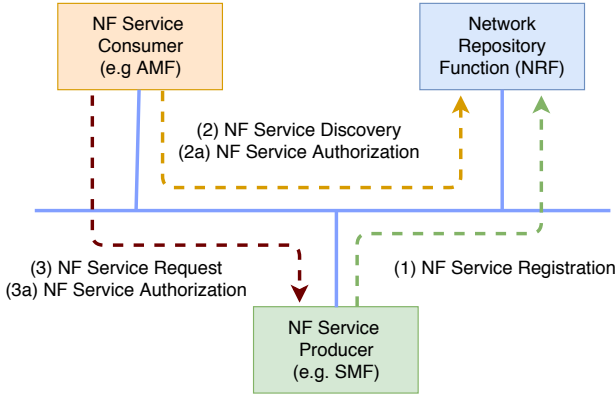 NF Service
Consumer
(e.g AMF)
Network
Repository
Function (NRF)
(2) NF Service Discovery
(2a) NF Service Authorization
(3) NF Service Request
(3a) NF Service Authorization
(1) NF Service Registration
NF Service
Producer
(e.g. SMF)